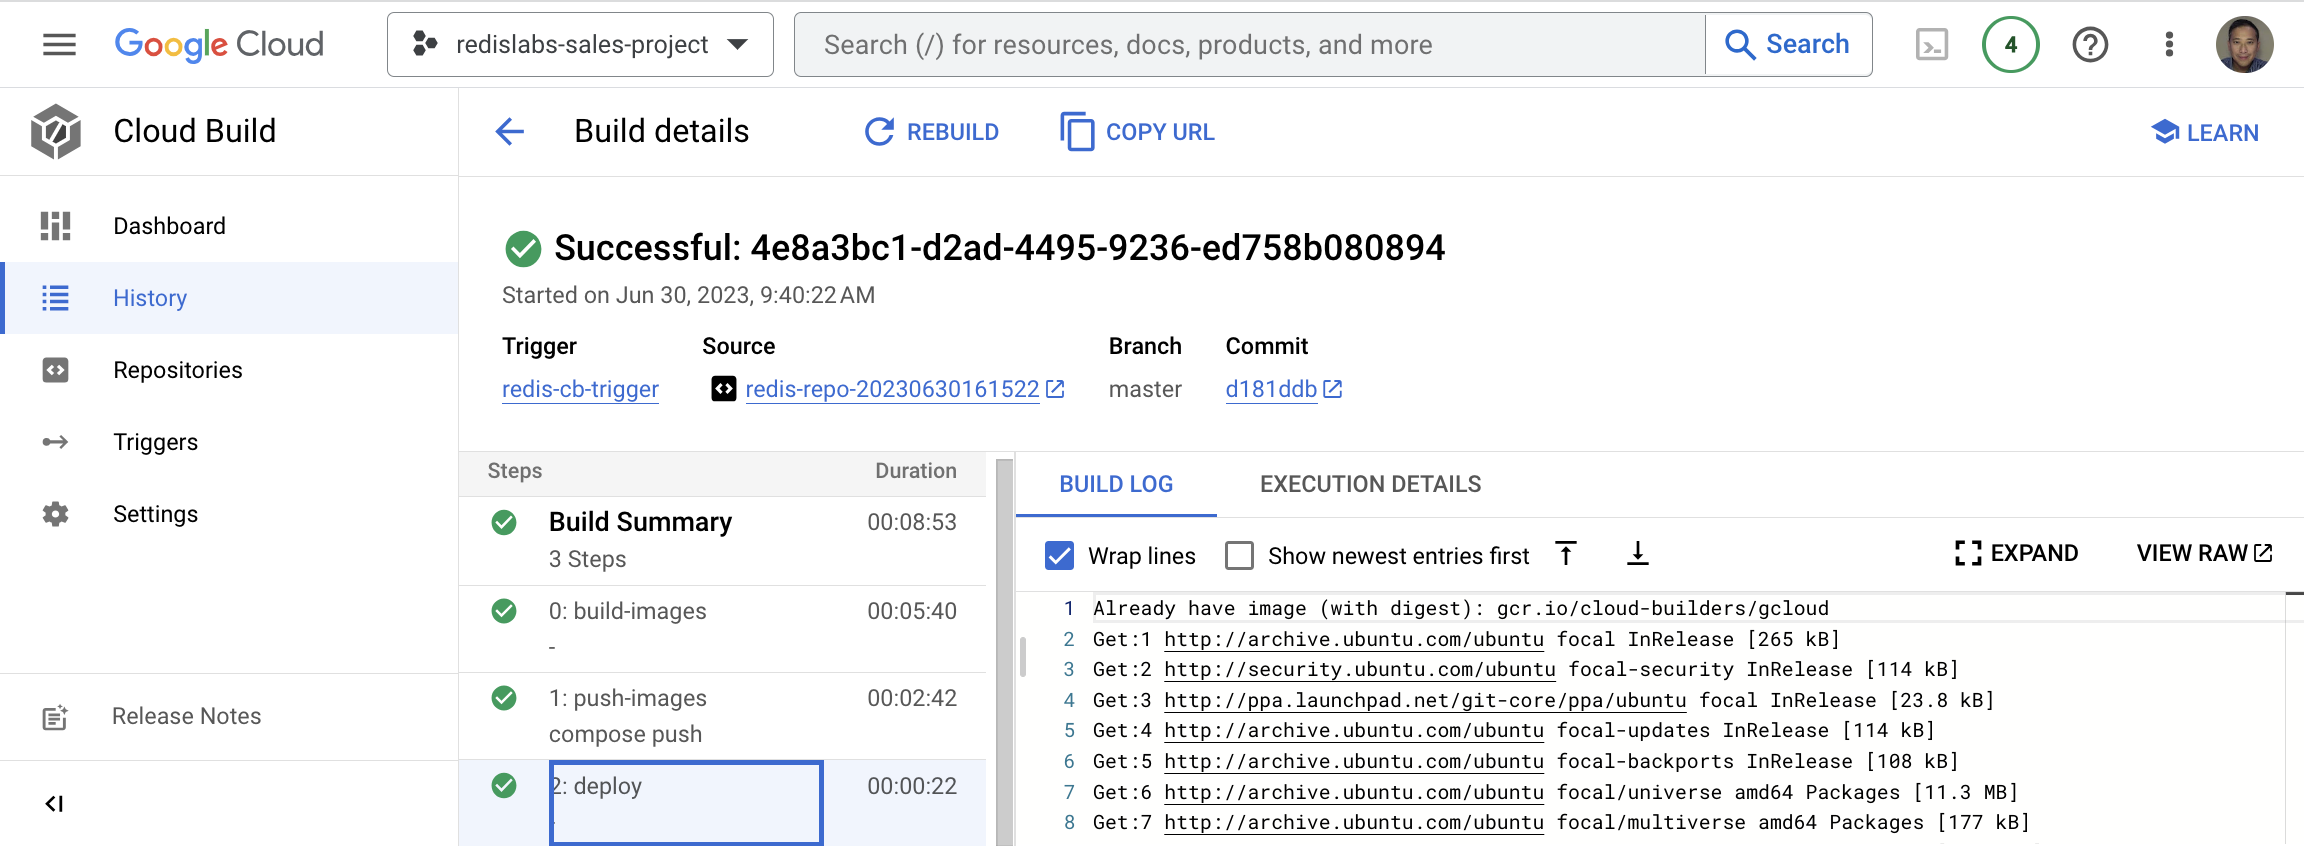 Google Cloud
redislabs-sales-project
Search (/) for resources, docs, products, and more
Search
4
Cloud Build
Build details
REBUILD
COPY URL
LEARN
Dashboard
History
Repositories
Triggers
Settings
Release Notes
Successful: 4e8a3bc1-d2ad-4495-9236-ed758b080894
Started on Jun 30, 2023, 9:40:22 AM
Trigger Source Branch Commit
redis-cb-trigger redis-repo-20230630161522 master d181ddb
Steps Duration
Build Summary 00:08:53
3 Steps
0: build-images 00:05:40
-
1: push-images 00:02:42
compose push
2: deploy 00:00:22
BUILD LOG EXECUTION DETAILS
Wrap lines Show newest entries first EXPAND VIEW RAW
1 Already have image (with digest): gcr.io/cloud-builders/gcloud
2 Get:1 http://archive.ubuntu.com/ubuntu focal InRelease [265 kB]
3 Get:2 http://security.ubuntu.com/ubuntu focal-security InRelease [114 kB]
4 Get:3 http://ppa.launchpad.net/git-core/ppa/ubuntu focal InRelease [23.8 kB]
5 Get:4 http://archive.ubuntu.com/ubuntu focal-updates InRelease [114 kB]
6 Get:5 http://archive.ubuntu.com/ubuntu focal-backports InRelease [108 kB]
7 Get:6 http://archive.ubuntu.com/ubuntu focal/universe amd64 Packages [11.3 MB]
8 Get:7 http://archive.ubuntu.com/ubuntu focal/multiverse amd64 Packages [177 kB]